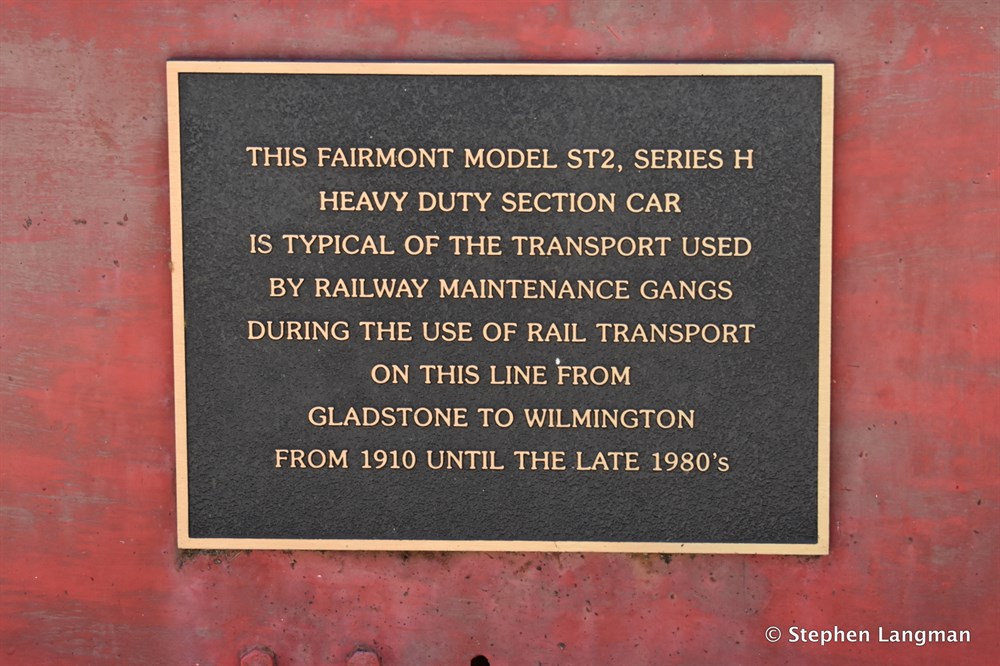 THIS FAIRMONT MODEL ST2, SERIES H
HEAVY DUTY SECTION CAR
IS TYPICAL OF THE TRANSPORT USED
BY RAILWAY MAINTENANCE GANGS
DURING THE USE OF RAIL TRANSPORT
ON THIS LINE FROM
GLADSTONE TO WILMINGTON
FROM 1910 UNTIL THE LATE 1980's
© Stephen Langman